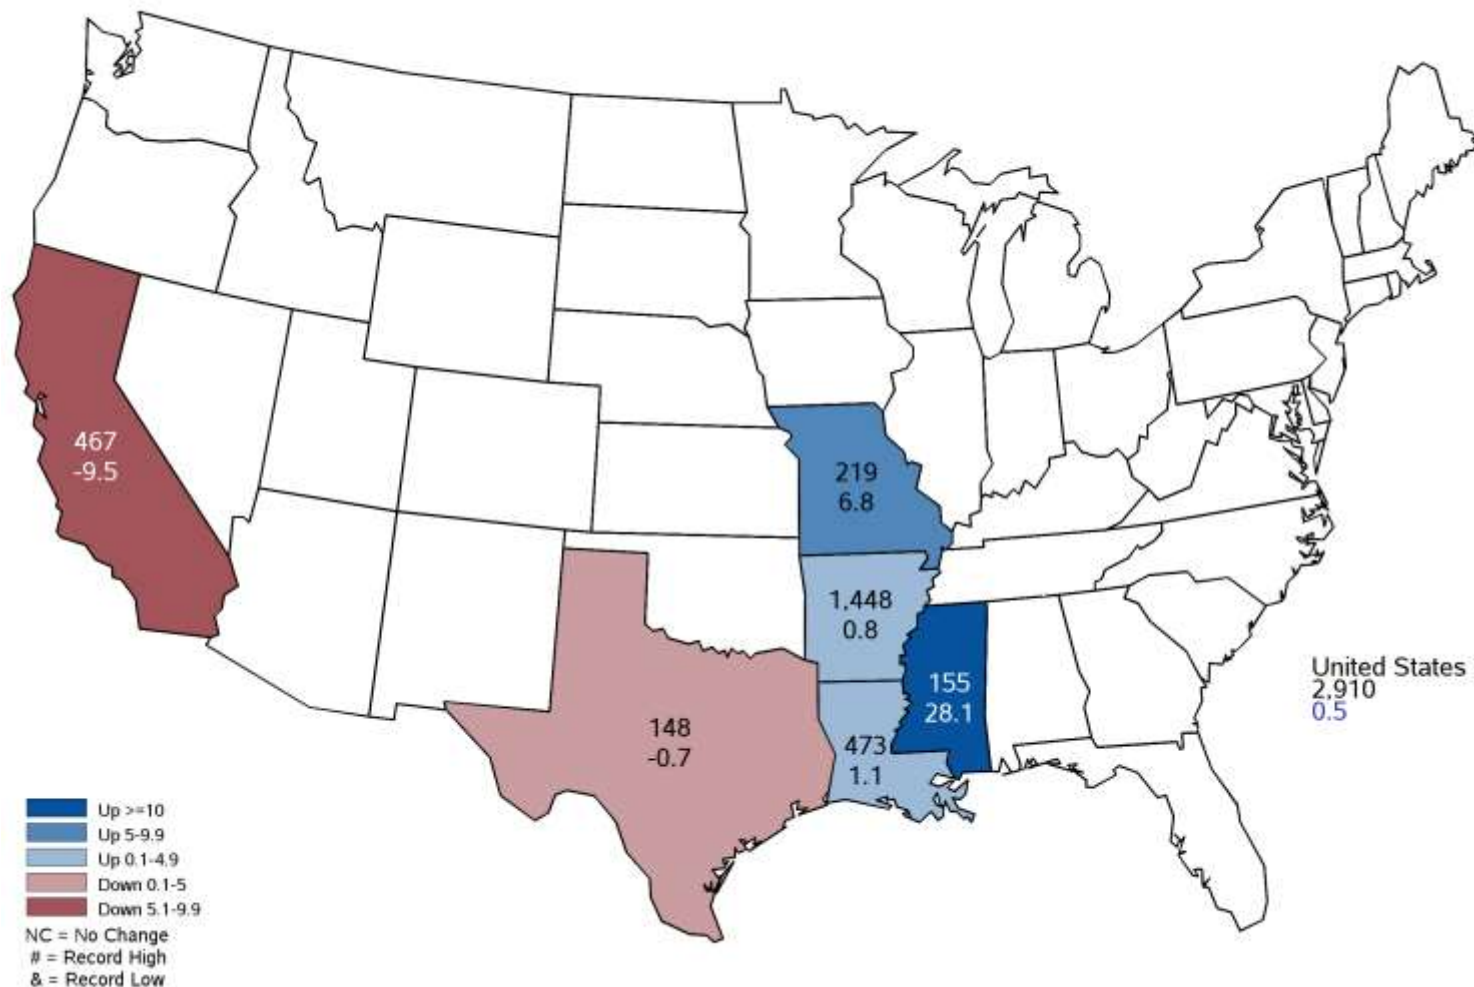 467
-9.5
219
6.8
1,448
0.8
155
28.1
148
-0.7
473
1.1
United States
2,910
0.5
Up >=10
Up 5-9.9
Up 0.1-4.9
Down 0.1-5
Down 5.1-9.9
NC = No Change
# = Record High
& = Record Low